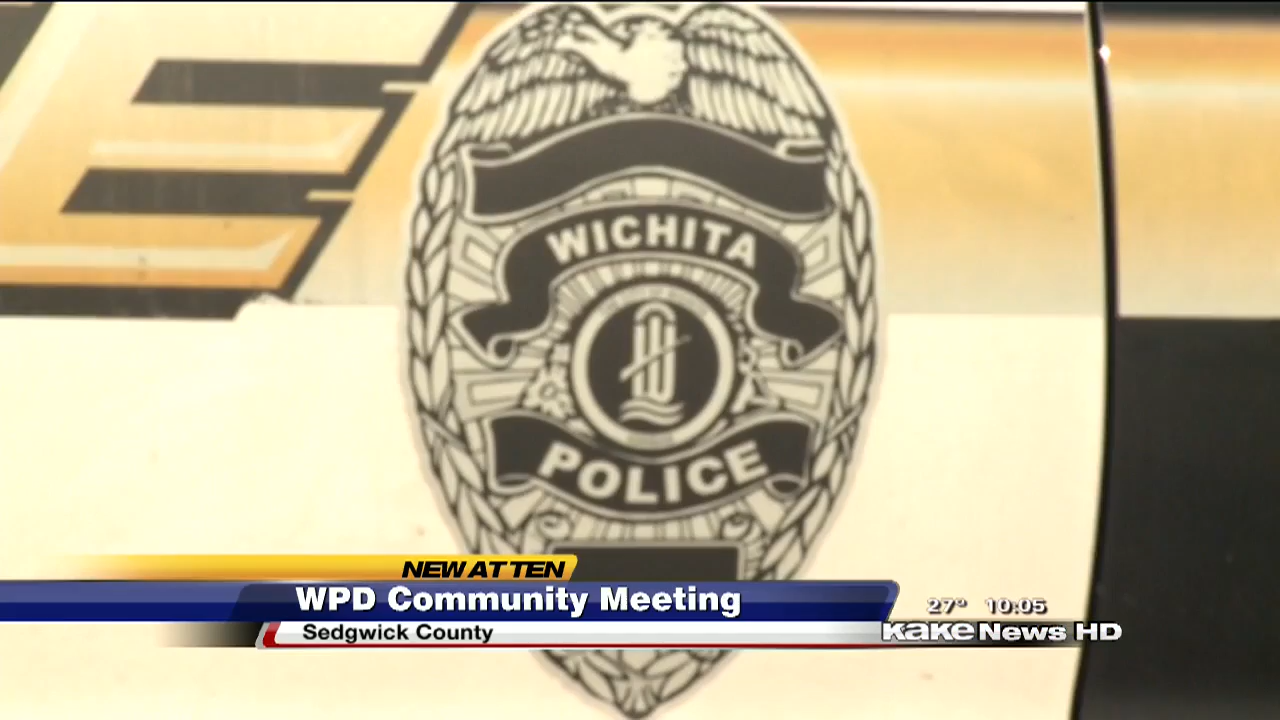 E
WICHITA
POLICE
NEW AT TEN
WPD Community Meeting
Sedgwick County
27° 10:05
KAKE News HD